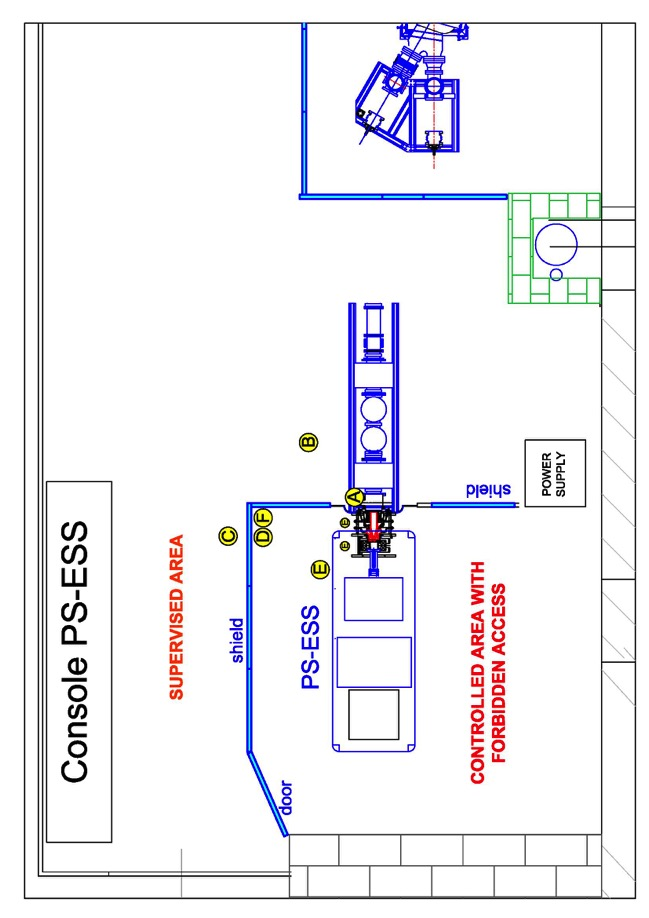 Console PS-ESS
SUPERVISED AREA
shield
door
PS-ESS
CONTROLLED AREA WITH
FORBIDDEN ACCESS
shield
POWER
SUPPLY
A
B
C
D
F
E
E
E